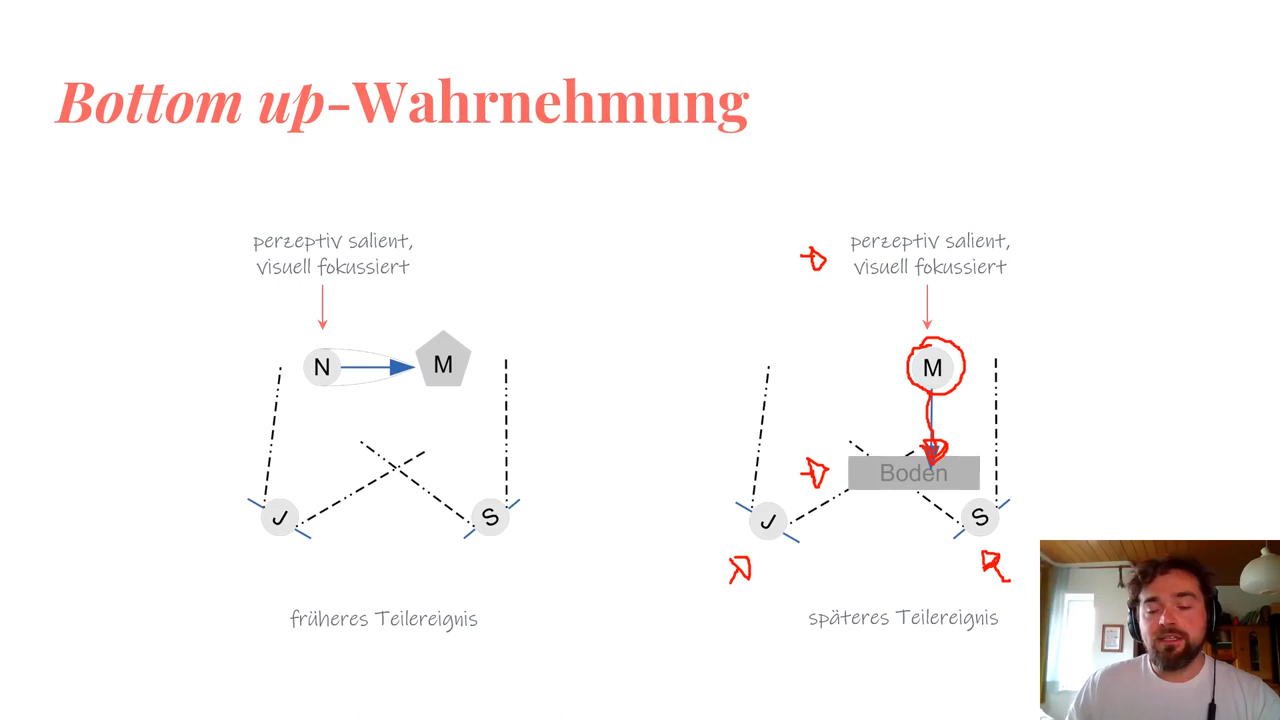 Bottom up-Wahrnehmung
perzeptiv salient,
visuell fokussiert
N
M
J
S
früheres Teilereignis
perzeptiv salient,
visuell fokussiert
M
Boden
J
S
späteres Teilereignis